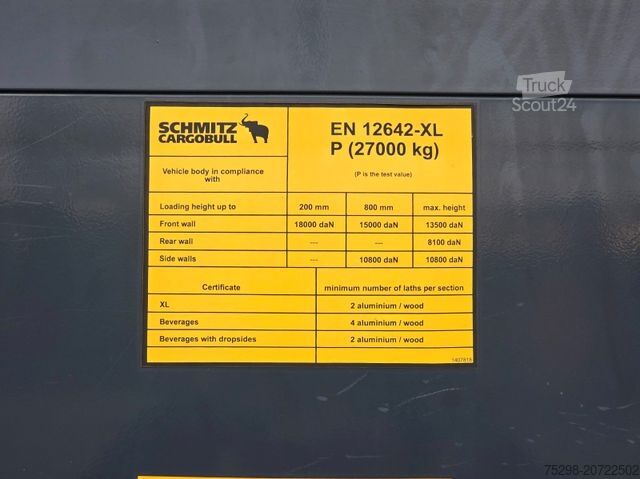 Truck
Scout24
SCHMITZ
CARGOBULL
EN 12642-XL
P (27000 kg)
Vehicle body in compliance
with
(P is the test value)
Loading height up to 200 mm 800 mm max. height
Front wall 18000 daN 15000 daN 13500 daN
Rear wall --- --- 8100 daN
Side walls --- 10800 daN 10800 daN
Certificate minimum number of laths per section
XL 2 aluminium / wood
Beverages 4 aluminium / wood
Beverages with dropsides 2 aluminium / wood
1407818
75298-20722502